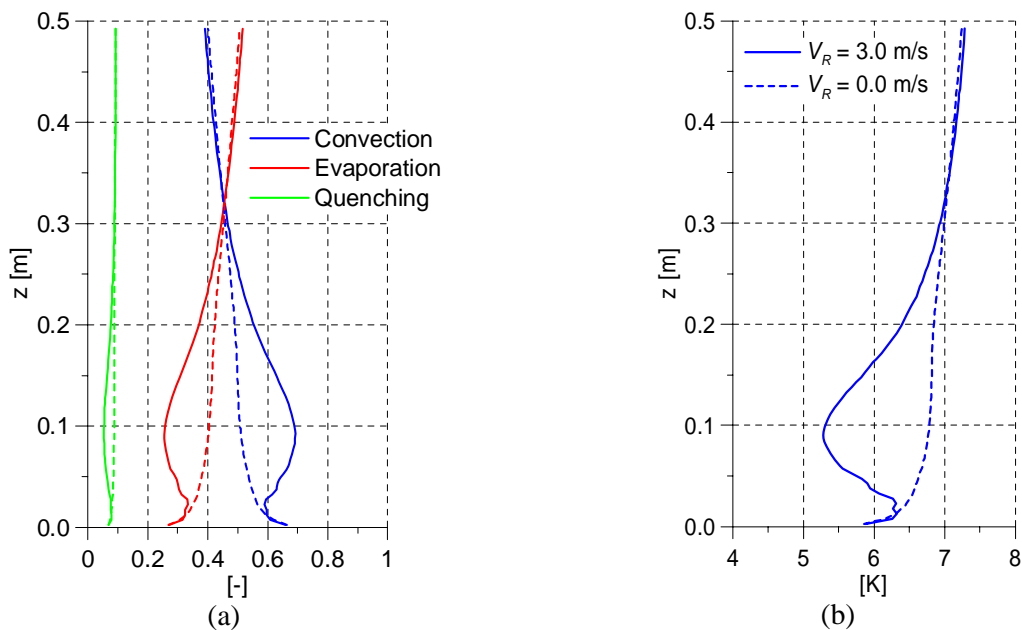 0.5
0.4
0.3
0.2
0.1
0.0
z [m]
Convection
Evaporation
Quenching
0 0.2 0.4 0.6 0.8 1
[-]
(a)
0.5
0.4
0.3
0.2
0.1
0.0
z [m]
V_R = 3.0 m/s
V_R = 0.0 m/s
4 5 6 7 8
[K]
(b)